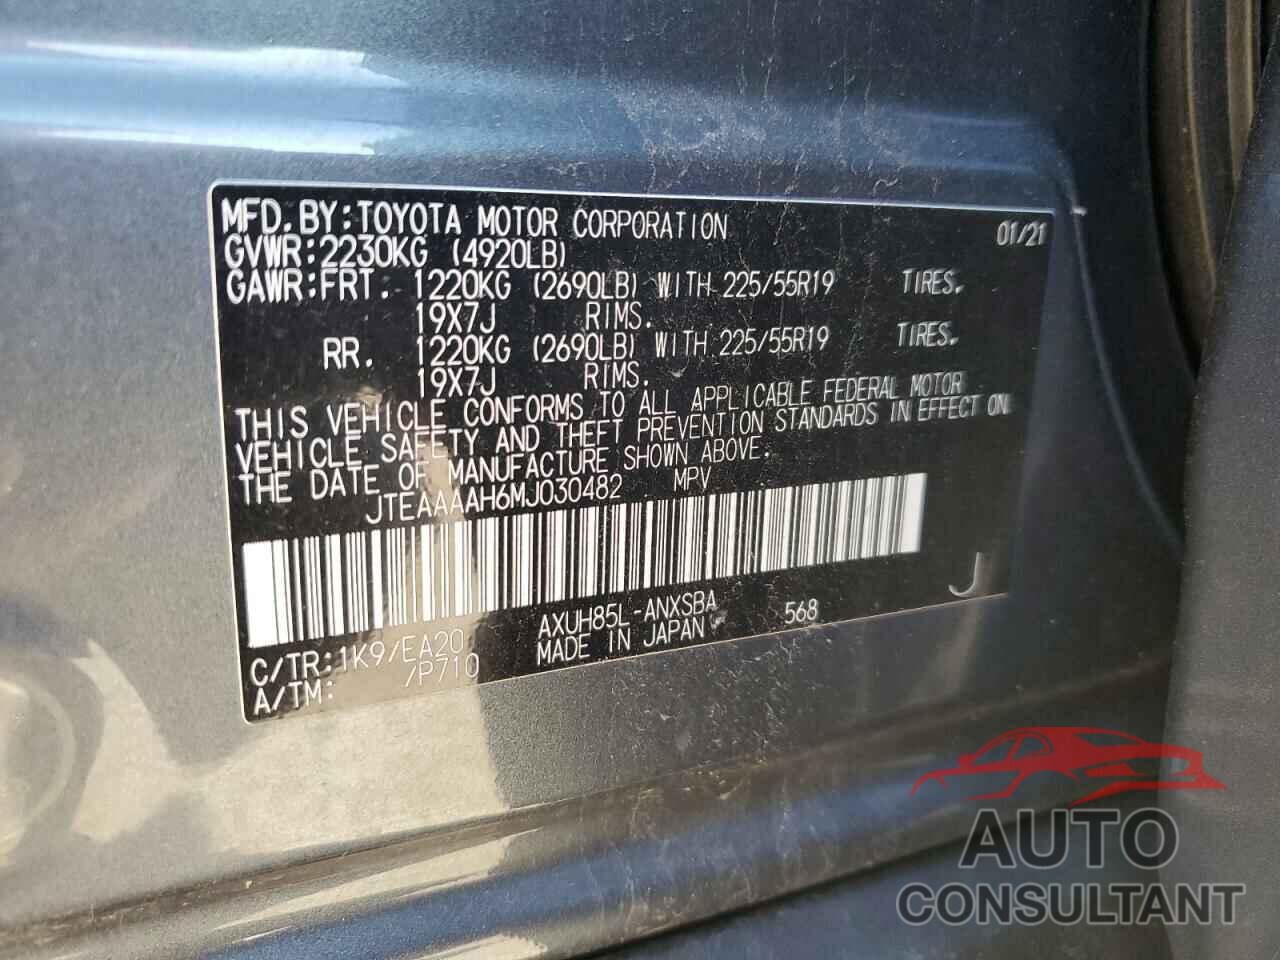 MFD. BY: TOYOTA MOTOR CORPORATION 01/21
GVWR: 2230KG (4920LB)
GAWR: FRT. 1220KG (2690LB) WITH 225/55R19 TIRES.
19X7J RIMS.
RR. 1220KG (2690LB) WITH 225/55R19 TIRES.
19X7J RIMS.
THIS VEHICLE CONFORMS TO ALL APPLICABLE FEDERAL MOTOR
VEHICLE SAFETY AND THEFT PREVENTION STANDARDS IN EFFECT ON
THE DATE OF MANUFACTURE SHOWN ABOVE.
JTEAAAAH6MJ030482 MPV
AXUH85L-ANXSBA 568 J
C/TR: 1K9/EA20 MADE IN JAPAN
A/TM: /P710
AUTO
CONSULTANT